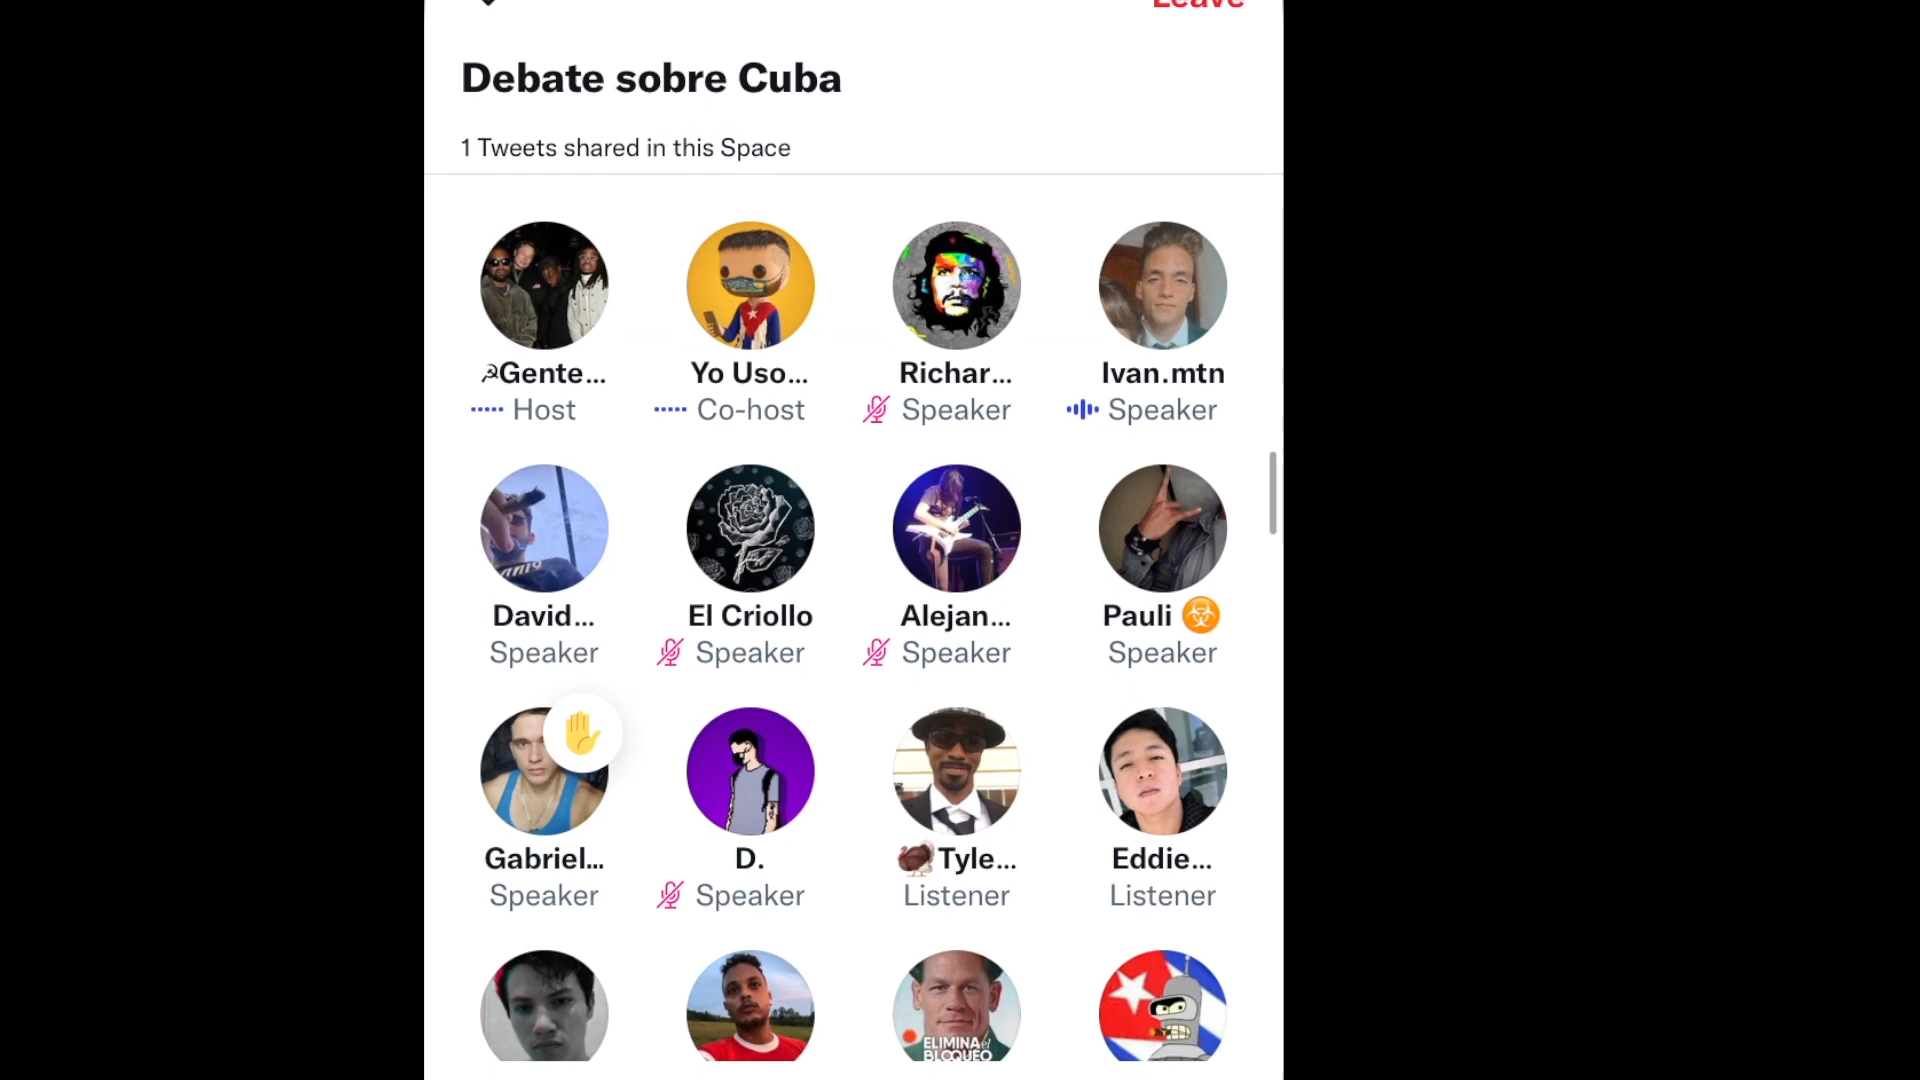 Leave
Debate sobre Cuba
1 Tweets shared in this Space
☭Gente... Yo Uso... Richar... Ivan.mtn
Host Co-host Speaker Speaker
David... El Criollo Alejan... Pauli ☣️
Speaker Speaker Speaker Speaker
Gabriel... D. 🦃Tyle... Eddie...
Speaker Speaker Listener Listener
ELIMINA el
BLOQUEO